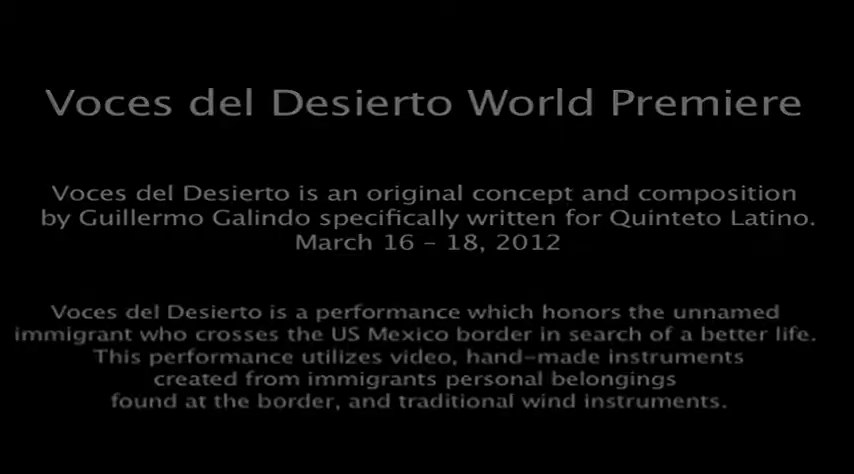 Voces del Desierto World Premiere
Voces del Desierto is an original concept and composition
by Guillermo Galindo specifically written for Quinteto Latino.
March 16 - 18, 2012
Voces del Desierto is a performance which honors the unnamed
immigrant who crosses the US Mexico border in search of a better life.
This performance utilizes video, hand-made instruments
created from immigrants personal belongings
found at the border, and traditional wind instruments.